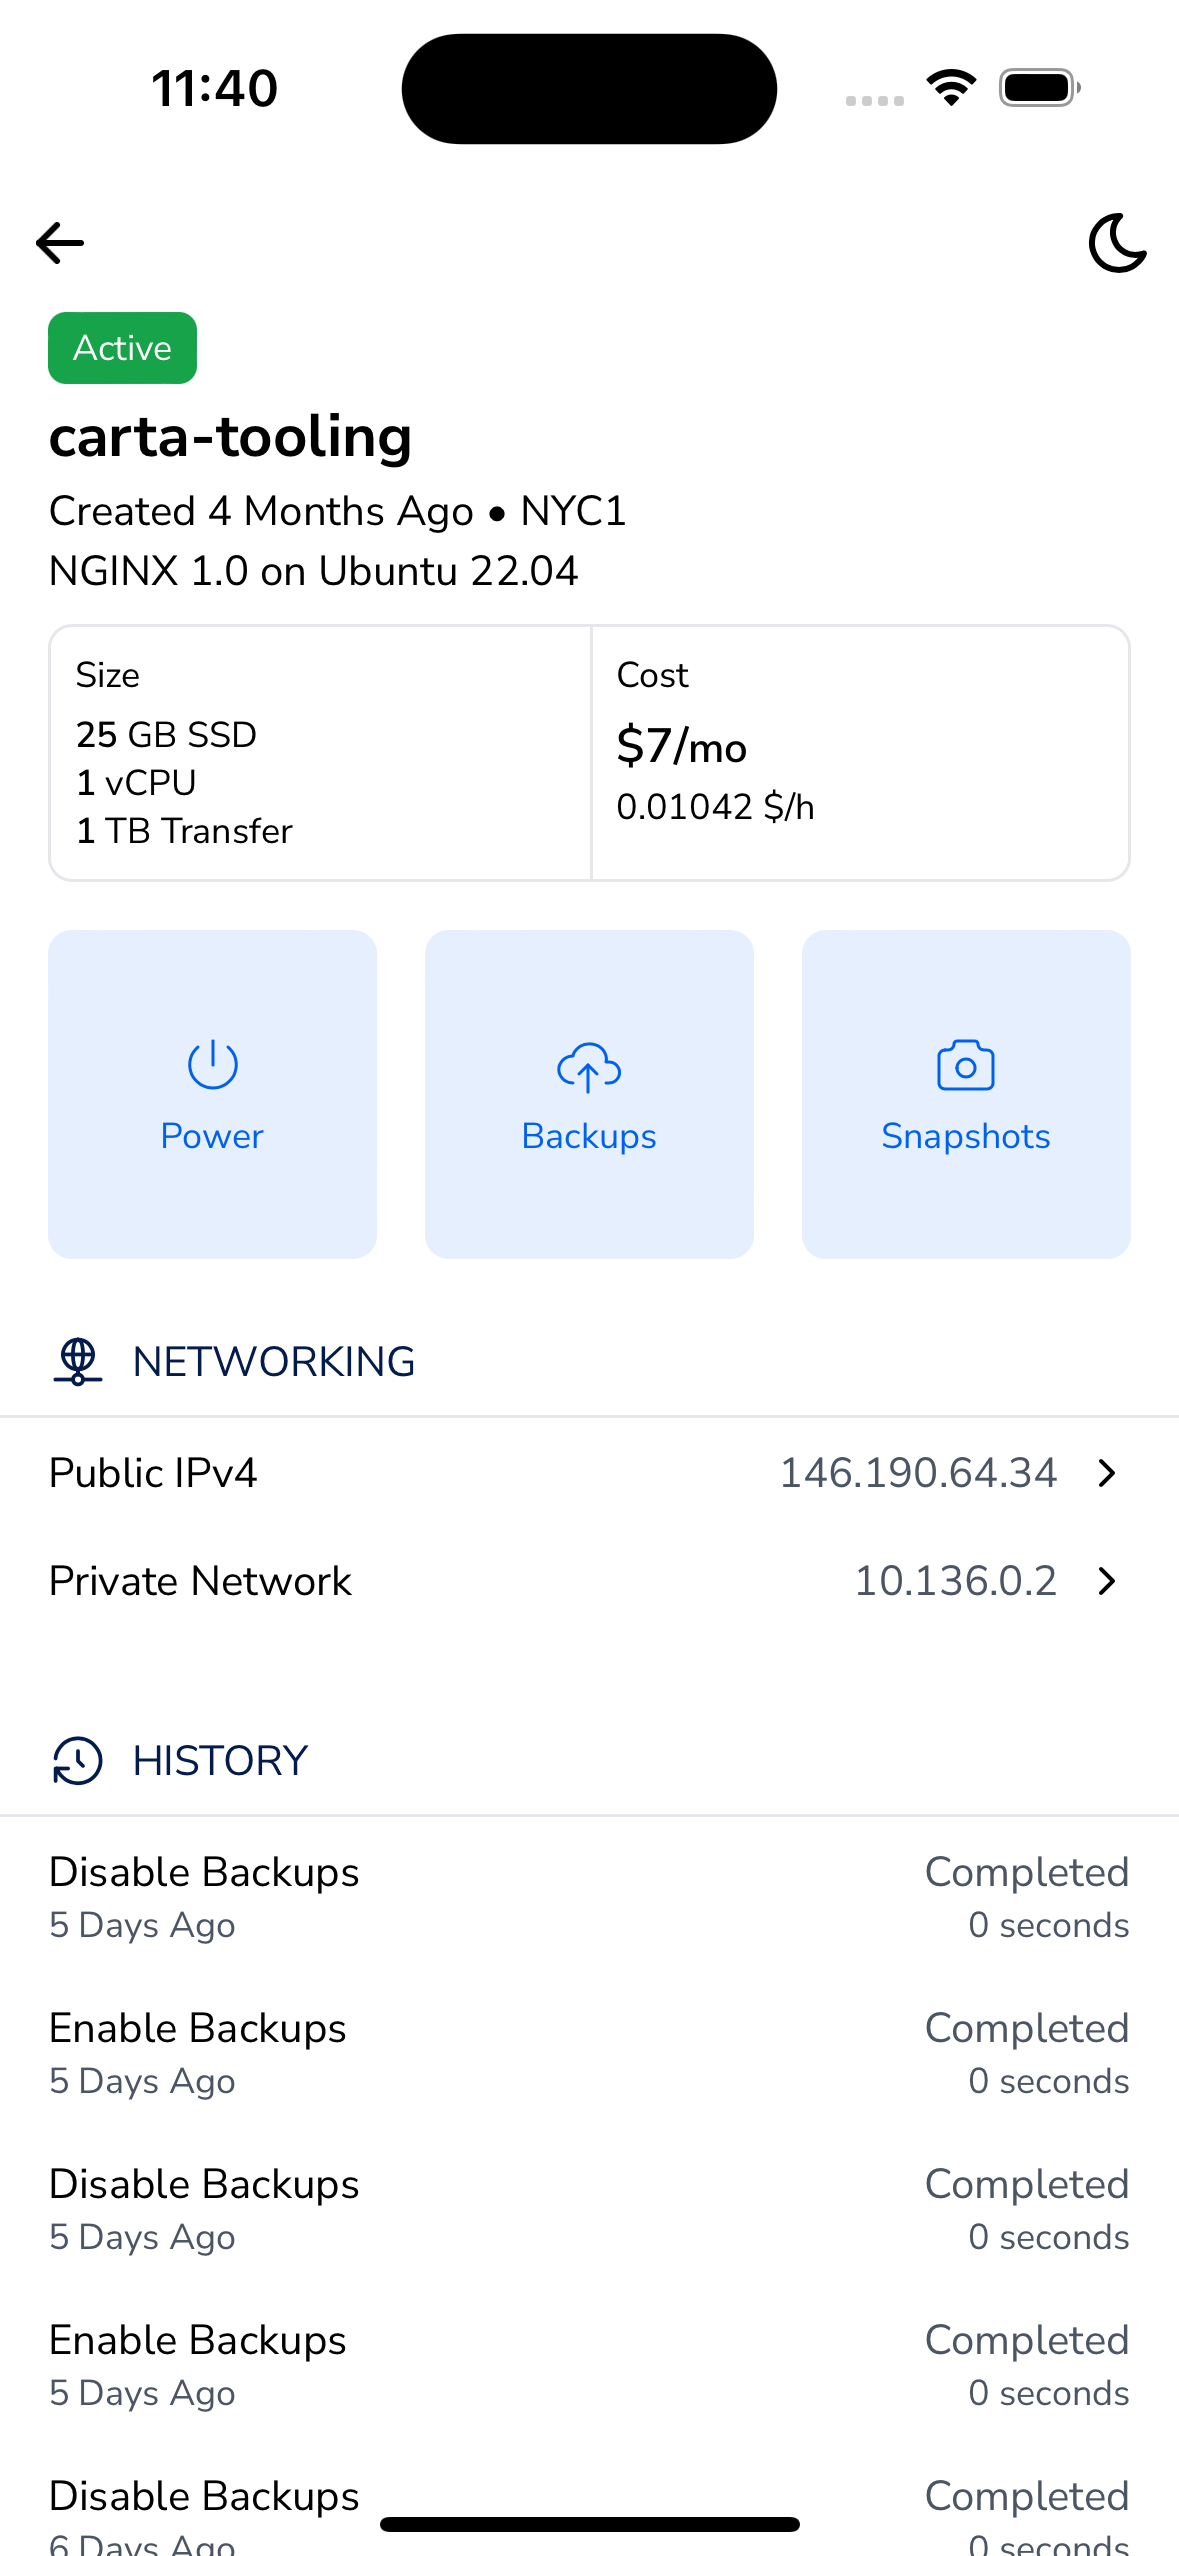 11:40
Active
carta-tooling
Created 4 Months Ago • NYC1
NGINX 1.0 on Ubuntu 22.04
Size
25 GB SSD
1 vCPU
1 TB Transfer
Cost
$7/mo
0.01042 $/h
Power
Backups
Snapshots
NETWORKING
Public IPv4 146.190.64.34
Private Network 10.136.0.2
HISTORY
Disable Backups Completed
5 Days Ago 0 seconds
Enable Backups Completed
5 Days Ago 0 seconds
Disable Backups Completed
5 Days Ago 0 seconds
Enable Backups Completed
5 Days Ago 0 seconds
Disable Backups Completed
6 Days Ago 0 seconds